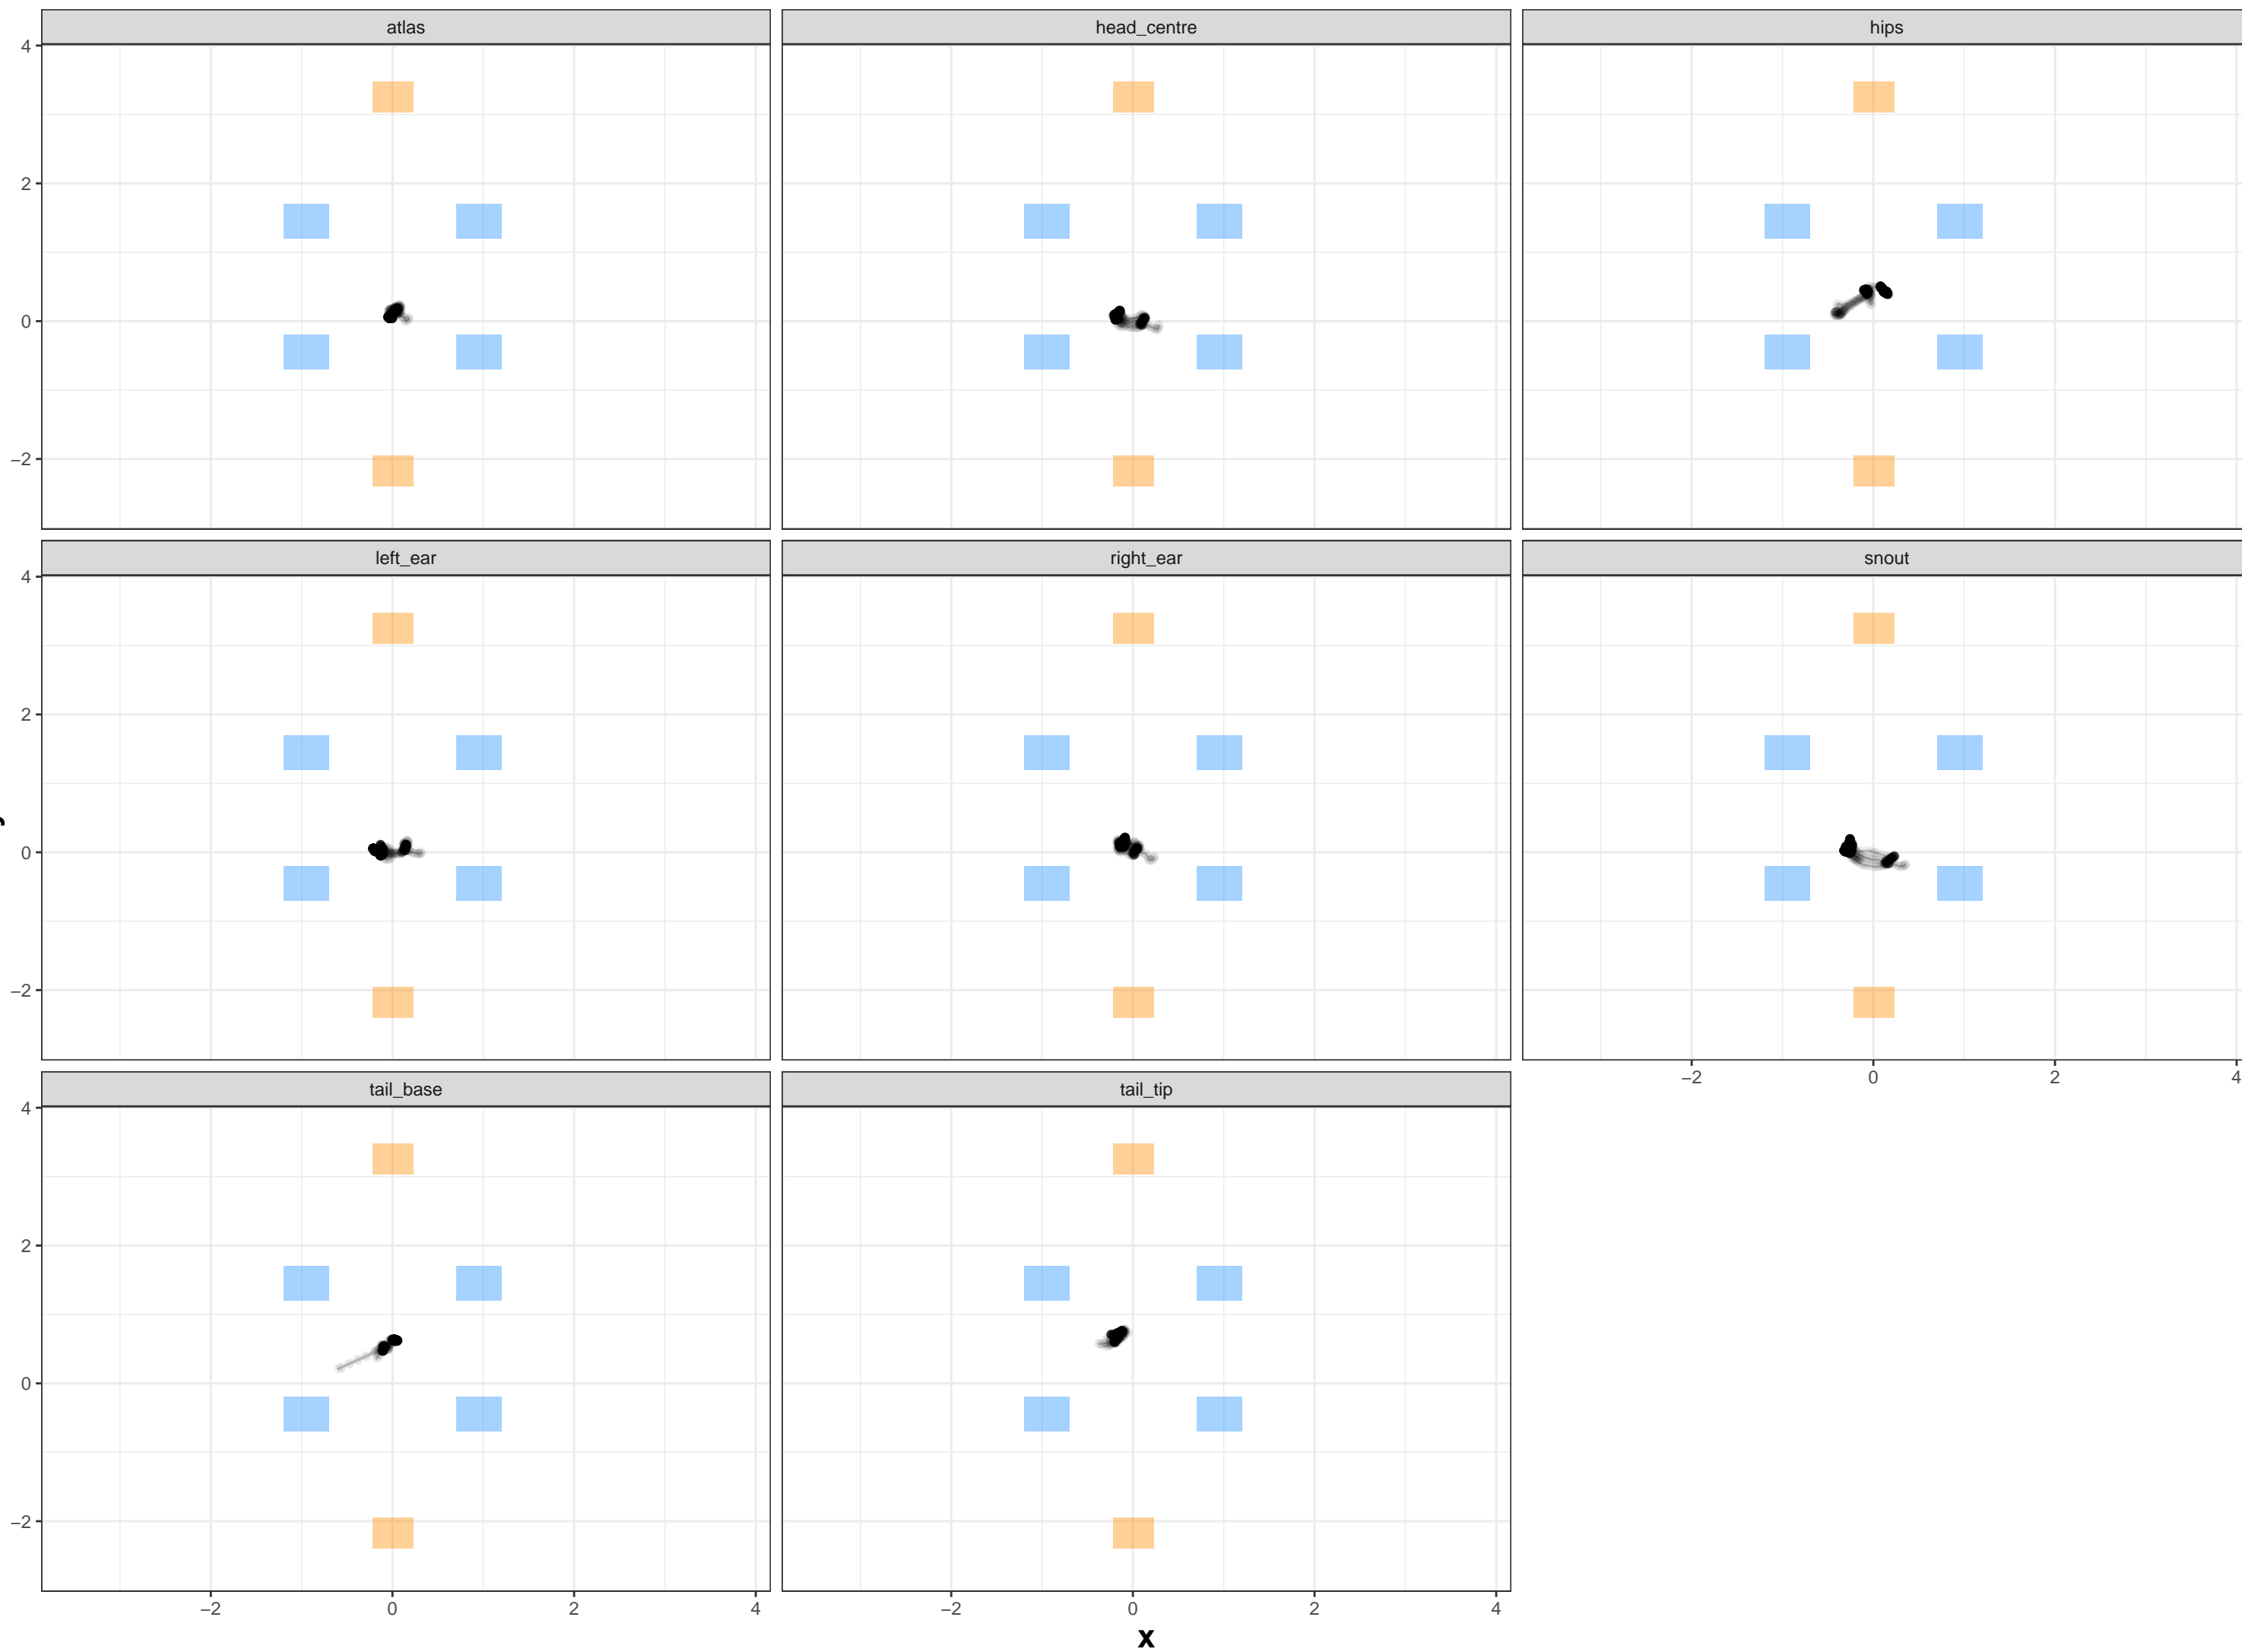 atlas head_centre hips
4
2
0
−2
left_ear right_ear snout
4
2
0
−2
−2 0 2 4
tail_base tail_tip
4
2
0
−2
−2 0 2 4 −2 0 2 4
x